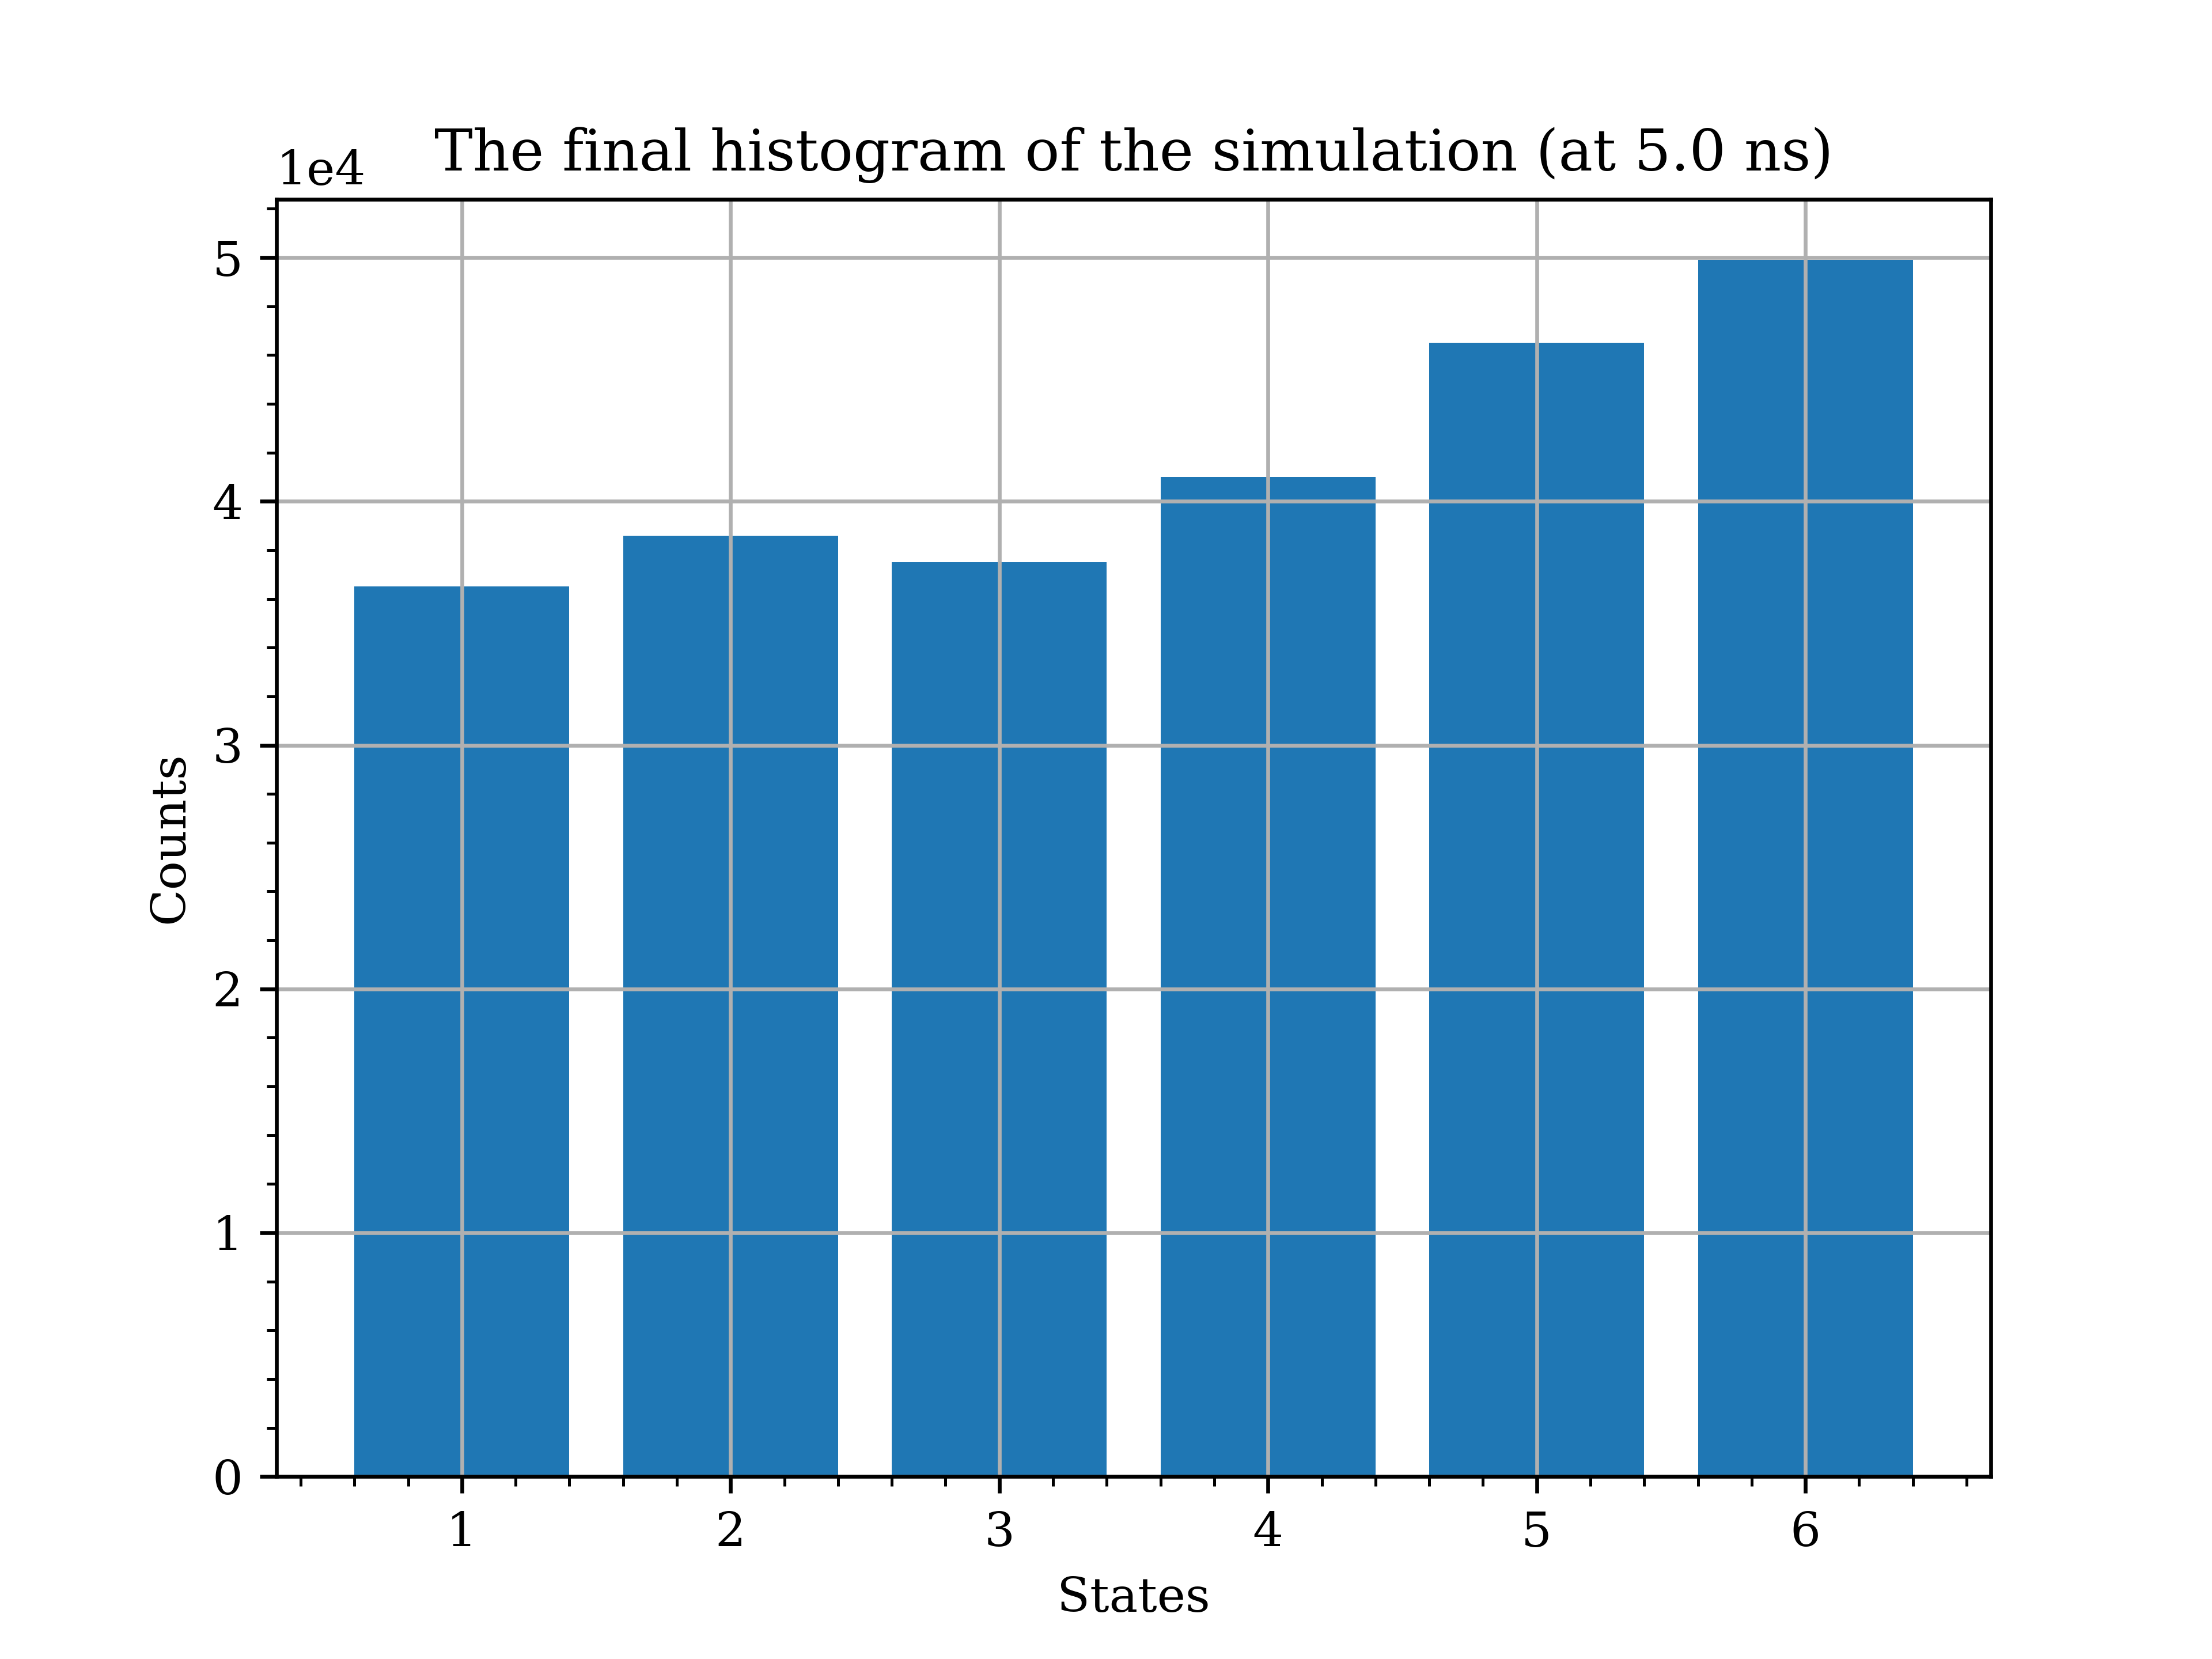 The final histogram of the simulation (at 5.0 ns)
1e4
5
4
3
2
1
0
Counts
1 2 3 4 5 6
States